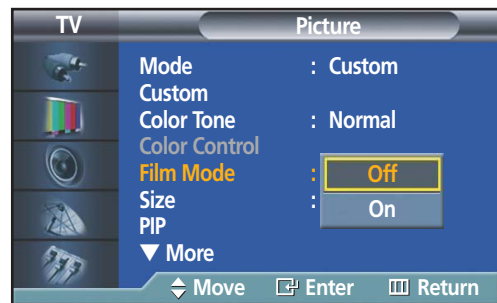 TV Picture
Mode : Custom
Custom
Color Tone : Normal
Color Control
Film Mode : Off
Size : On
PIP
▼ More
Move Enter Return